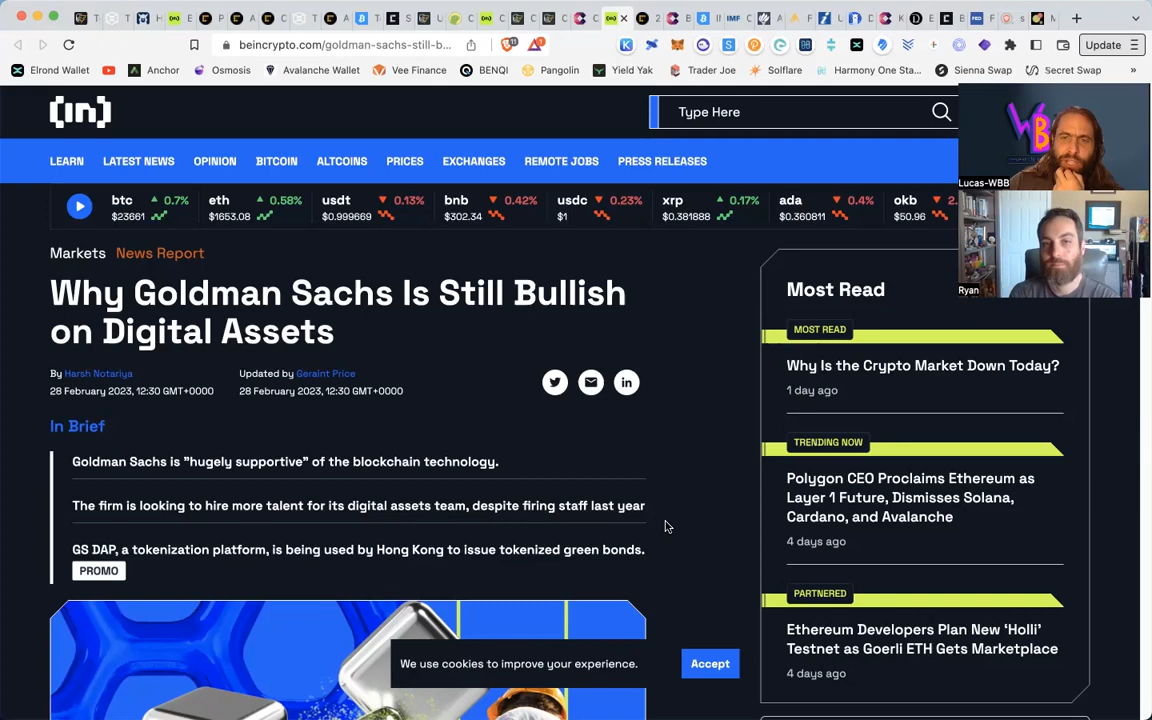 Update
beincrypto.com/goldman-sachs-still-b...
Elrond Wallet
Anchor
Osmosis
Avalanche Wallet
Vee Finance
BENQI
Pangolin
Yield Yak
Trader Joe
Solflare
Harmony One Sta...
Sienna Swap
Secret Swap
»
[in]
Type Here
LEARN LATEST NEWS OPINION BITCOIN ALTCOINS PRICES EXCHANGES REMOTE JOBS PRESS RELEASES
Lucas-WBB
btc 0.7% eth 0.58% usdt 0.13% bnb 0.42% usdc 0.23% xrp 0.17% ada 0.4% okb
$23661 $1653.08 $0.999669 $302.34 $1 $0.381888 $0.360811 $50.96
Ryan
Markets News Report
Why Goldman Sachs Is Still Bullish
on Digital Assets
By Harsh Notariya Updated by Geraint Price
28 February 2023, 12:30 GMT+0000 28 February 2023, 12:30 GMT+0000
In Brief
Goldman Sachs is "hugely supportive" of the blockchain technology.
The firm is looking to hire more talent for its digital assets team, despite firing staff last year
GS DAP, a tokenization platform, is being used by Hong Kong to issue tokenized green bonds.
PROMO
Most Read
MOST READ
Why Is the Crypto Market Down Today?
1 day ago
TRENDING NOW
Polygon CEO Proclaims Ethereum as
Layer 1 Future, Dismisses Solana,
Cardano, and Avalanche
4 days ago
PARTNERED
Ethereum Developers Plan New ‘Holli’
Testnet as Goerli ETH Gets Marketplace
4 days ago
We use cookies to improve your experience.
Accept